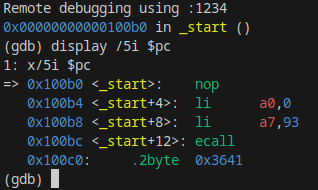 Remote debugging using :1234
0x00000000000100b0 in _start ()
(gdb) display /5i $pc
1: x/5i $pc
=> 0x100b0 <_start>:	nop
   0x100b4 <_start+4>:	li	a0,0
   0x100b8 <_start+8>:	li	a7,93
   0x100bc <_start+12>:	ecall
   0x100c0:	.2byte	0x3641
(gdb)